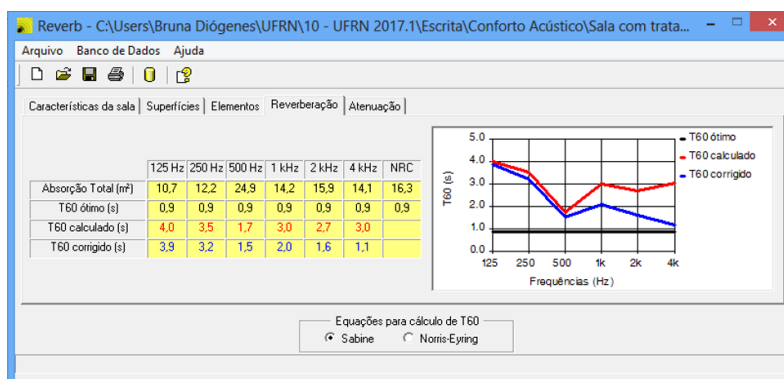 Reverb - C:\Users\Bruna Diógenes\UFRN\10 - UFRN 2017.1\Escrita\Conforto Acústico\Sala com trata...
Arquivo Banco de Dados Ajuda
Características da sala Superfícies Elementos Reverberação Atenuação
125 Hz 250 Hz 500 Hz 1 kHz 2 kHz 4 kHz NRC
Absorção Total (m²) 10,7 12,2 24,9 14,2 15,9 14,1 16,3
T60 ótimo (s) 0,9 0,9 0,9 0,9 0,9 0,9 0,9
T60 calculado (s) 4,0 3,5 1,7 3,0 2,7 3,0
T60 corrigido (s) 3,9 3,2 1,5 2,0 1,6 1,1
T60 (s)
5.0
4.0
3.0
2.0
1.0
0.0
125 250 500 1k 2k 4k
Frequências (Hz)
T60 ótimo
T60 calculado
T60 corrigido
Equações para cálculo de T60
Sabine Norris-Eyring